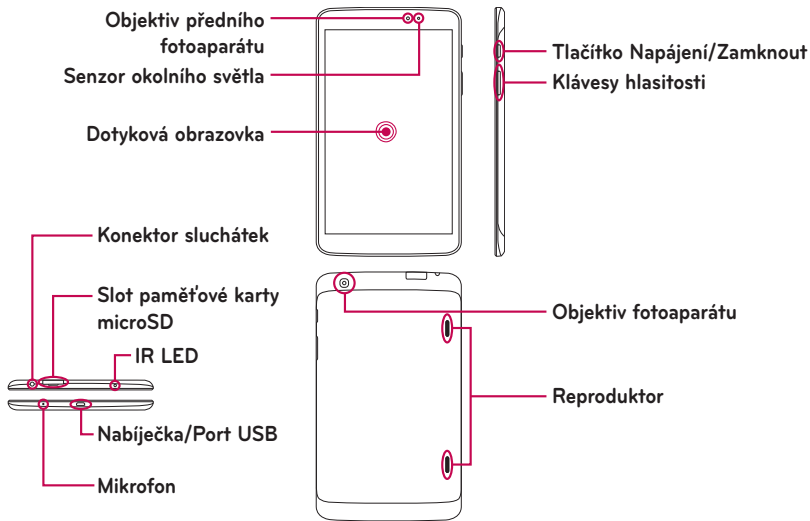 Objektiv předního
fotoaparátu
Senzor okolního světla
Dotyková obrazovka
Tlačítko Napájení/Zamknout
Klávesy hlasitosti
Konektor sluchátek
Slot paměťové karty
microSD
IR LED
Nabíječka/Port USB
Mikrofon
Objektiv fotoaparátu
Reproduktor